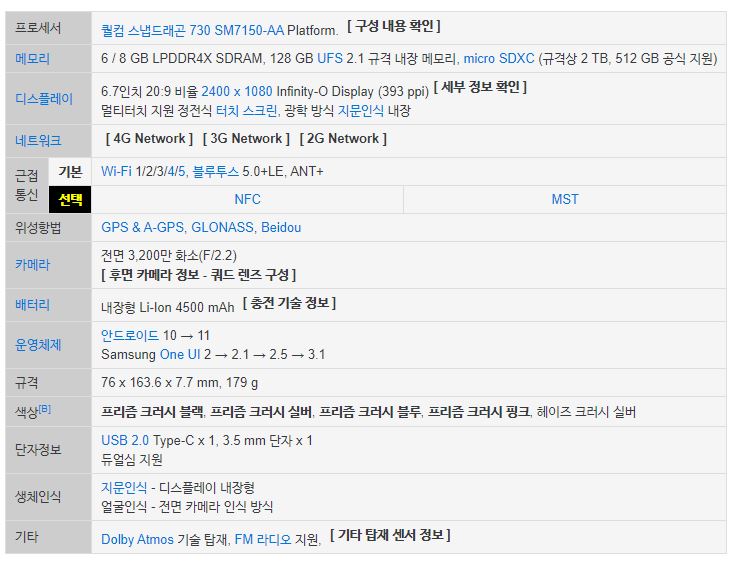 프로세서 퀄컴 스냅드래곤 730 SM7150-AA Platform. [ 구성 내용 확인 ]
메모리 6 / 8 GB LPDDR4X SDRAM, 128 GB UFS 2.1 규격 내장 메모리, micro SDXC (규격상 2 TB, 512 GB 공식 지원)
디스플레이 6.7인치 20:9 비율 2400 x 1080 Infinity-O Display (393 ppi) [ 세부 정보 확인 ]
멀티터치 지원 정전식 터치 스크린, 광학 방식 지문인식 내장
네트워크 [ 4G Network ] [ 3G Network ] [ 2G Network ]
근접통신 기본 Wi-Fi 1/2/3/4/5, 블루투스 5.0+LE, ANT+
선택 NFC MST
위성항법 GPS & A-GPS, GLONASS, Beidou
카메라 전면 3,200만 화소(F/2.2)
[ 후면 카메라 정보 - 쿼드 렌즈 구성 ]
배터리 내장형 Li-Ion 4500 mAh [ 충전 기술 정보 ]
운영체제 안드로이드 10 → 11
Samsung One UI 2 → 2.1 → 2.5 → 3.1
규격 76 x 163.6 x 7.7 mm, 179 g
색상[B] 프리즘 크러시 블랙, 프리즘 크러시 실버, 프리즘 크러시 블루, 프리즘 크러시 핑크, 헤이즈 크러시 실버
단자정보 USB 2.0 Type-C x 1, 3.5 mm 단자 x 1
듀얼심 지원
생체인식 지문인식 - 디스플레이 내장형
얼굴인식 - 전면 카메라 인식 방식
기타 Dolby Atmos 기술 탑재, FM 라디오 지원, [ 기타 탑재 센서 정보 ]